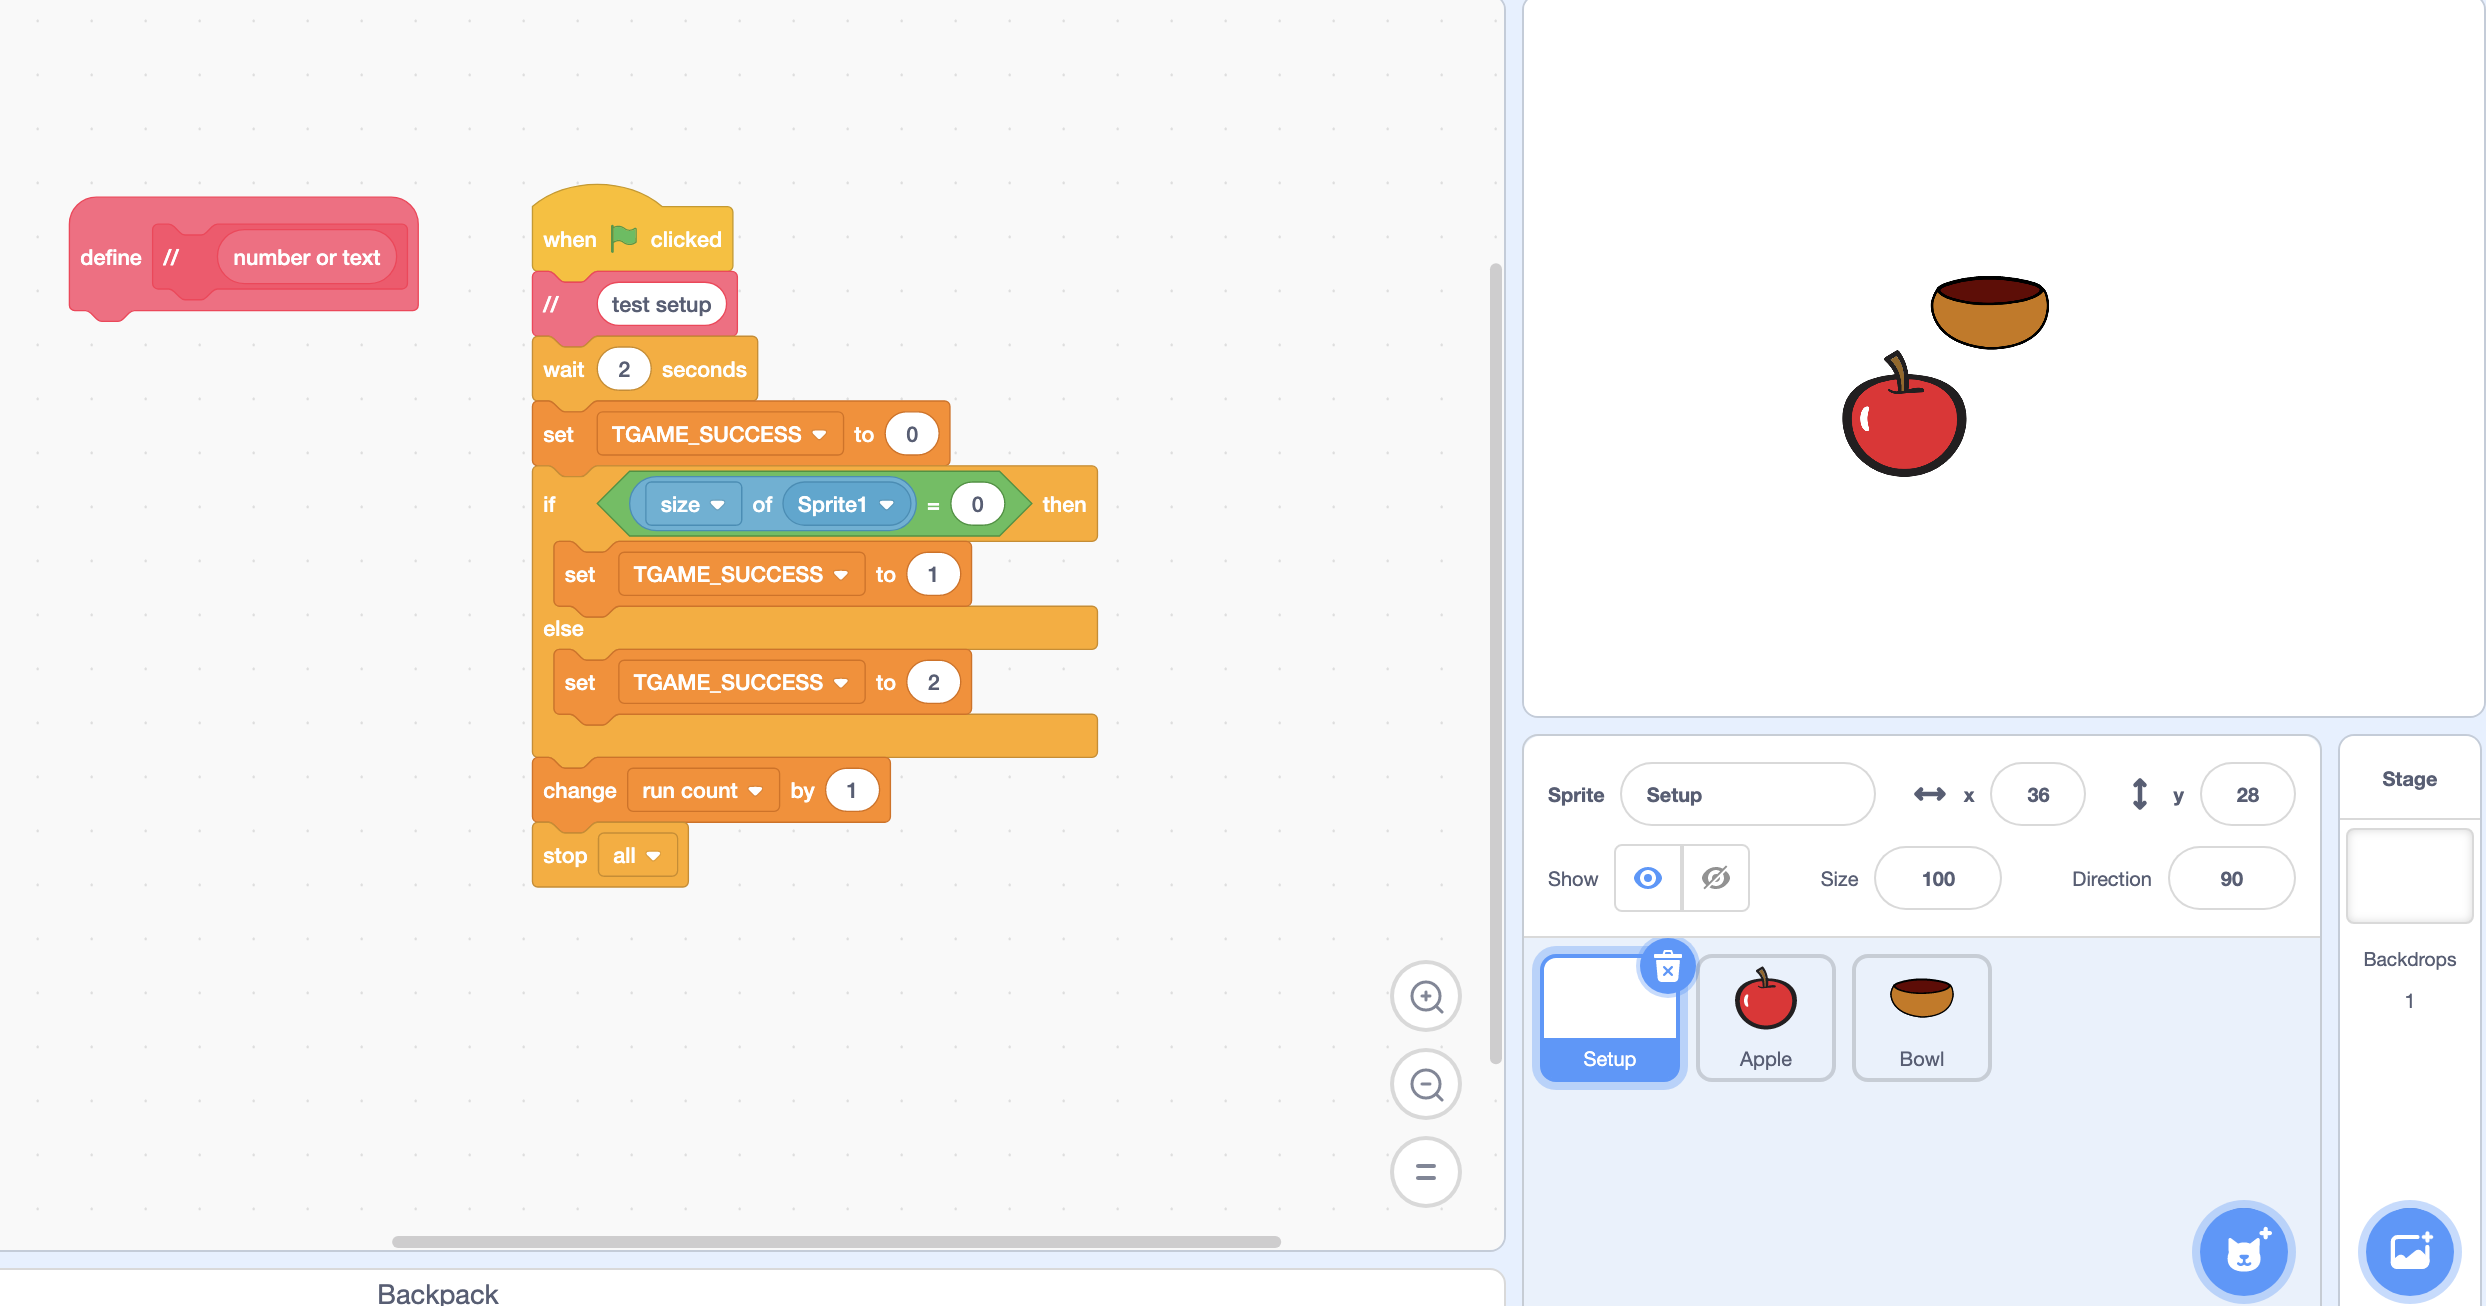 define // number or text
when clicked
// test setup
wait 2 seconds
set TGAME_SUCCESS to 0
if size of Sprite1 = 0 then
set TGAME_SUCCESS to 1
else
set TGAME_SUCCESS to 2
change run count by 1
stop all
Backpack
Sprite Setup x 36 y 28
Show Size 100 Direction 90
Setup Apple Bowl
Stage
Backdrops
1